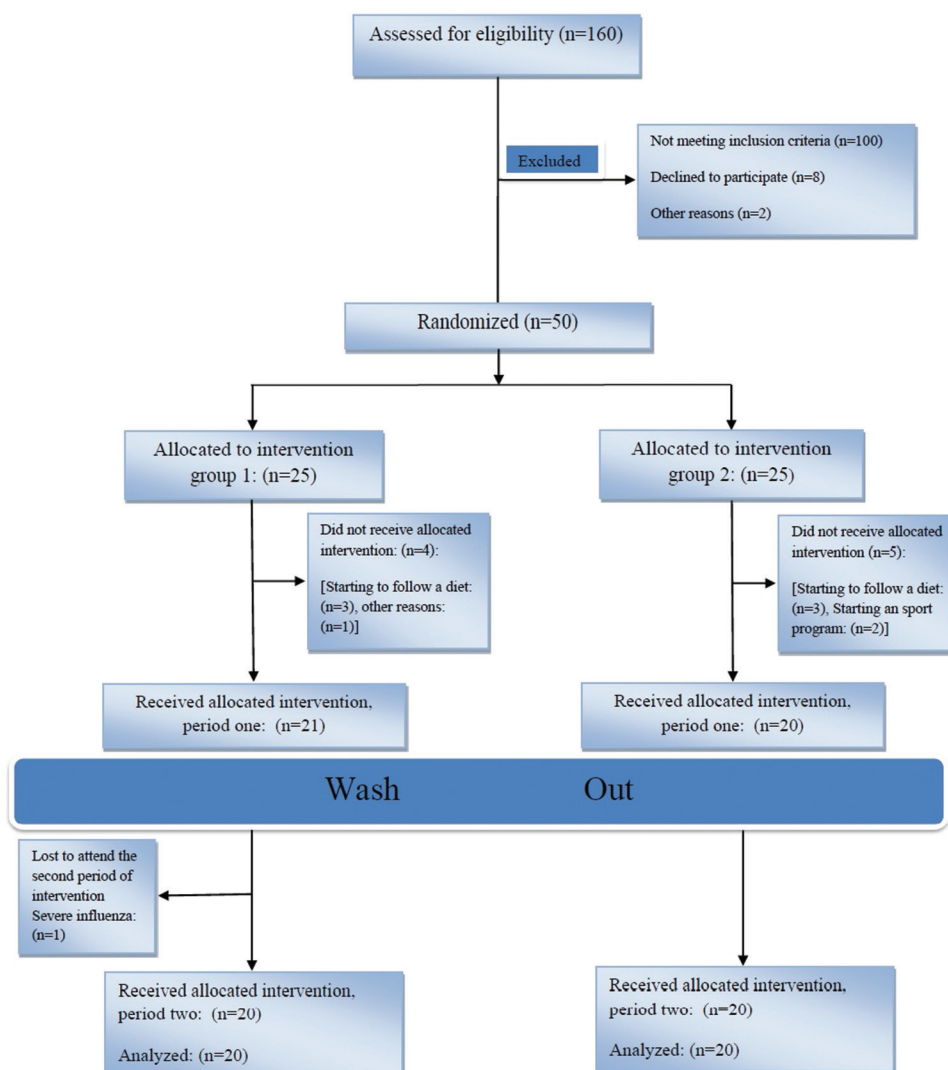 Assessed for eligibility (n=160)
Excluded
Not meeting inclusion criteria (n=100)
Declined to participate (n=8)
Other reasons (n=2)
Randomized (n=50)
Allocated to intervention
group 1: (n=25)
Allocated to intervention
group 2: (n=25)
Did not receive allocated
intervention: (n=4):
[Starting to follow a diet:
(n=3), other reasons:
(n=1)]
Did not receive allocated
intervention (n=5):
[Starting to follow a diet:
(n=3), Starting an sport
program: (n=2)]
Received allocated intervention,
period one: (n=21)
Received allocated intervention,
period one: (n=20)
Wash Out
Lost to attend the
second period of
intervention
Severe influenza:
(n=1)
Received allocated intervention,
period two: (n=20)
Analyzed: (n=20)
Received allocated intervention,
period two: (n=20)
Analyzed: (n=20)